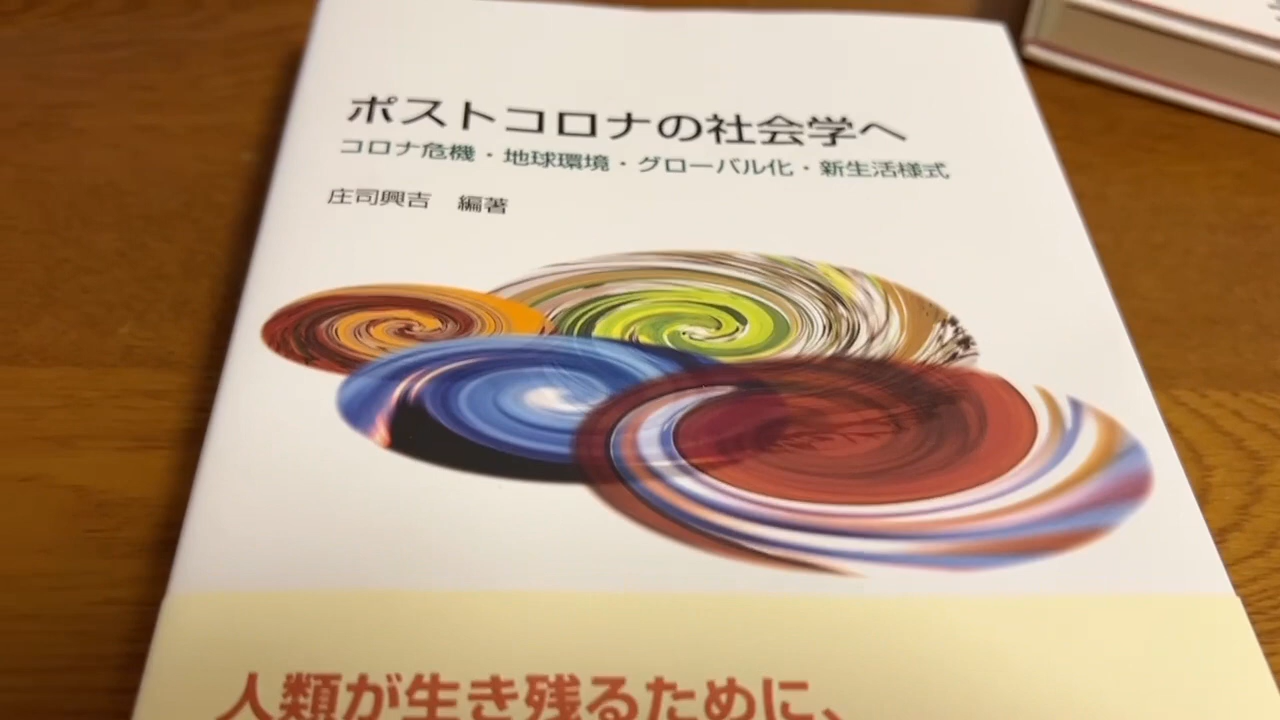 ポストコロナの社会学へ
コロナ危機・地球環境・グローバル化・新生活様式
庄司興吉 編著
人類が生き残るために、